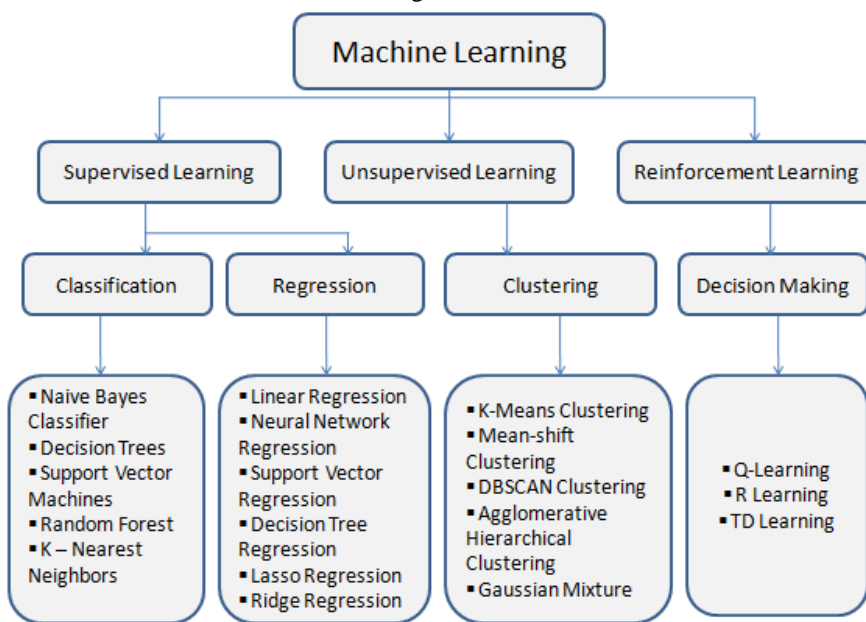 Machine Learning
Supervised Learning
Unsupervised Learning
Reinforcement Learning
Classification
Regression
Clustering
Decision Making
▪ Naive Bayes
Classifier
▪ Decision Trees
▪ Support Vector
Machines
▪ Random Forest
▪ K – Nearest
Neighbors
▪ Linear Regression
▪ Neural Network
Regression
▪ Support Vector
Regression
▪ Decision Tree
Regression
▪ Lasso Regression
▪ Ridge Regression
▪ K-Means Clustering
▪ Mean-shift
Clustering
▪ DBSCAN Clustering
▪ Agglomerative
Hierarchical
Clustering
▪ Gaussian Mixture
▪ Q-Learning
▪ R Learning
▪ TD Learning